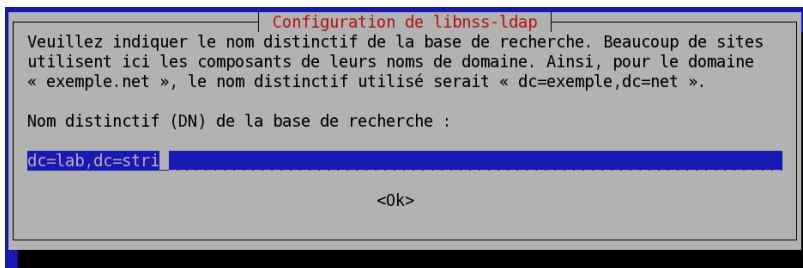 Configuration de libnss-ldap
Veuillez indiquer le nom distinctif de la base de recherche. Beaucoup de sites
utilisent ici les composants de leurs noms de domaine. Ainsi, pour le domaine
« exemple.net », le nom distinctif utilisé serait « dc=exemple,dc=net ».
Nom distinctif (DN) de la base de recherche :
dc=lab,dc=stri
<Ok>